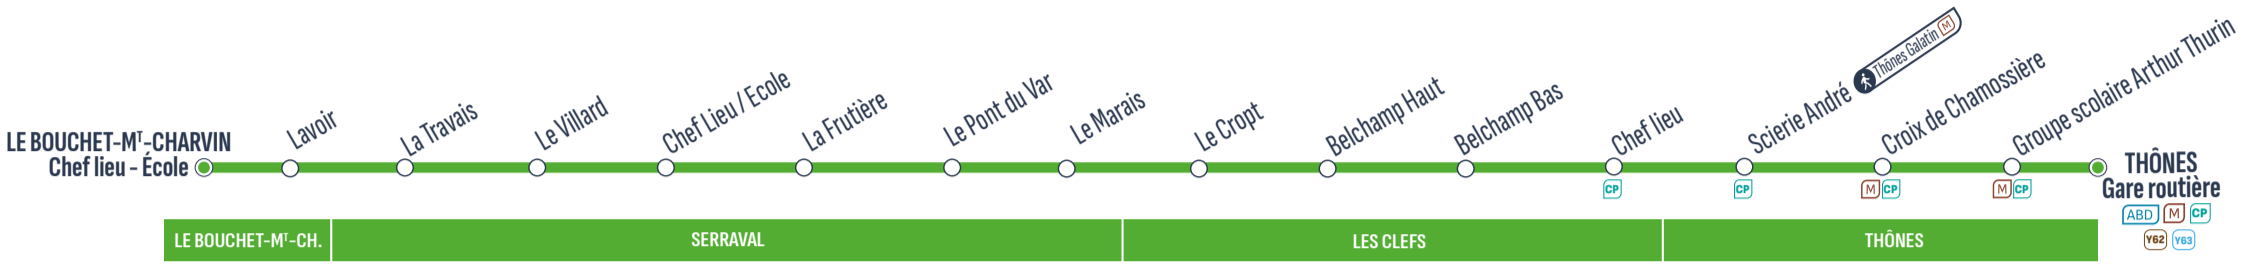 LE BOUCHET-Mᵀ-CHARVIN
Chef lieu - École
Lavoir
La Travais
Le Villard
Chef Lieu / Ecole
La Frutière
Le Pont du Var
Le Marais
Le Cropt
Belchamp Haut
Belchamp Bas
Chef lieu
CP
Scierie André
Thônes Galatin M
CP
Croix de Chamossière
M CP
Groupe scolaire Arthur Thurin
M CP
THÔNES
Gare routière
ABD M CP
Y62 Y63
LE BOUCHET-Mᵀ-CH.
SERRAVAL
LES CLEFS
THÔNES